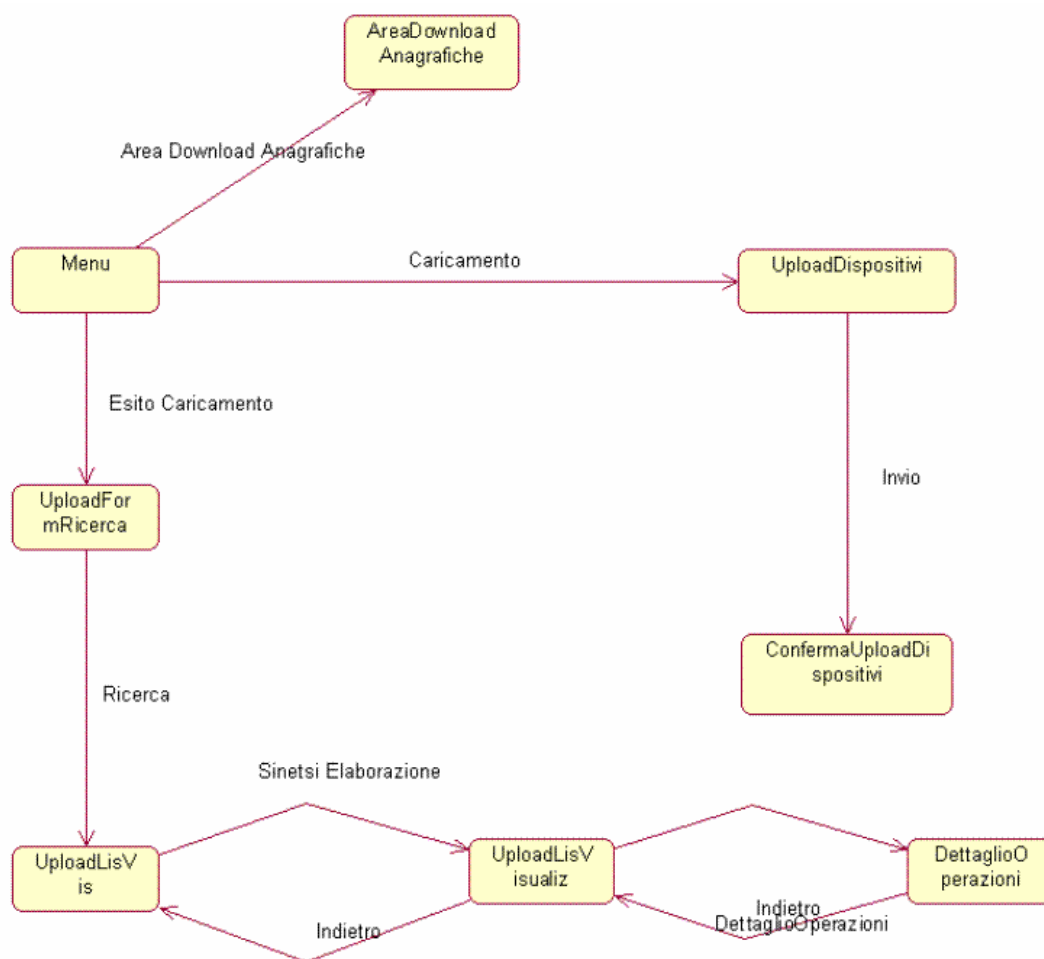 AreaDownload
Anagrafiche
Area Download Anagrafiche
Menu
Caricamento
UploadDispositivi
Esito Caricamento
UploadFor
mRicerca
Invio
ConfermaUploadDi
spositivi
Ricerca
Sinetsi Elaborazione
UploadLisV
is
UploadLisV
isualiz
DettaglioO
perazioni
Indietro
Indietro
DettaglioOperazioni